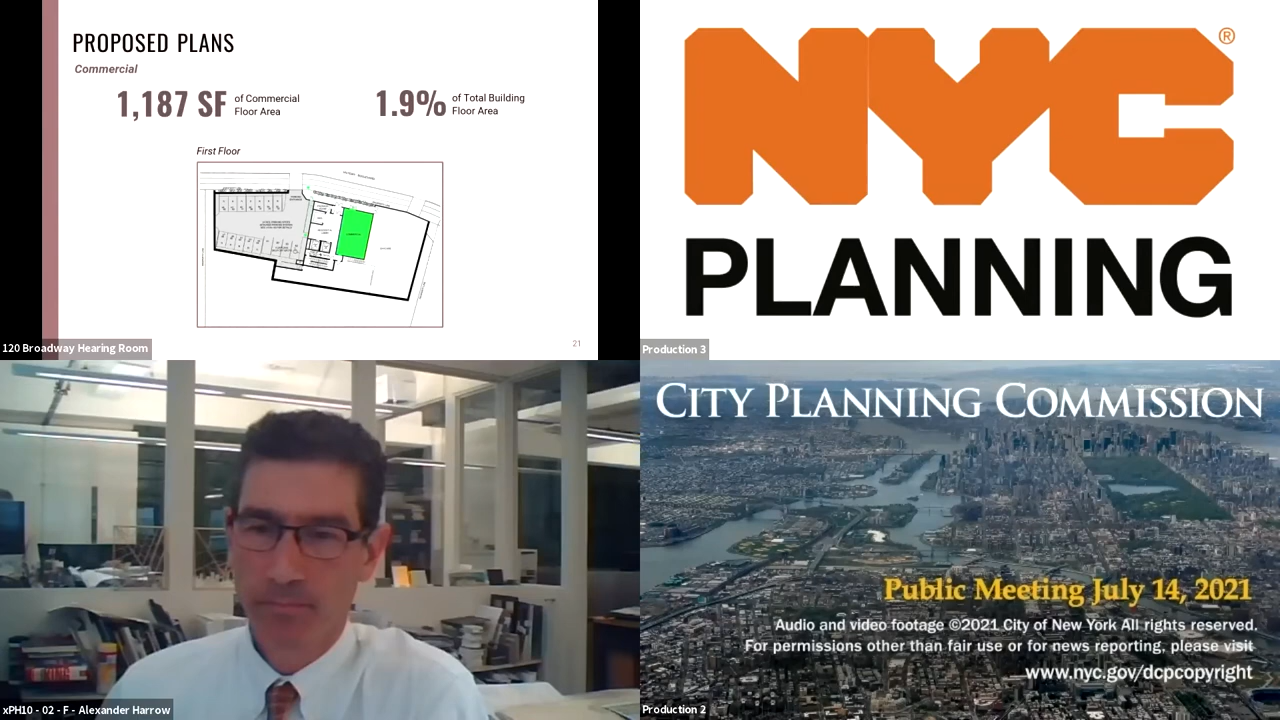 PROPOSED PLANS
Commercial
1,187 SF of Commercial Floor Area
1.9% of Total Building Floor Area
First Floor
21
120 Broadway Hearing Room
NYC®
PLANNING
Production 3
xPH10 - 02 - F - Alexander Harrow
CITY PLANNING COMMISSION
Public Meeting July 14, 2021
Audio and video footage ©2021 City of New York All rights reserved.
For permissions other than fair use or for news reporting, please visit
www.nyc.gov/dcpcopyright
Production 2